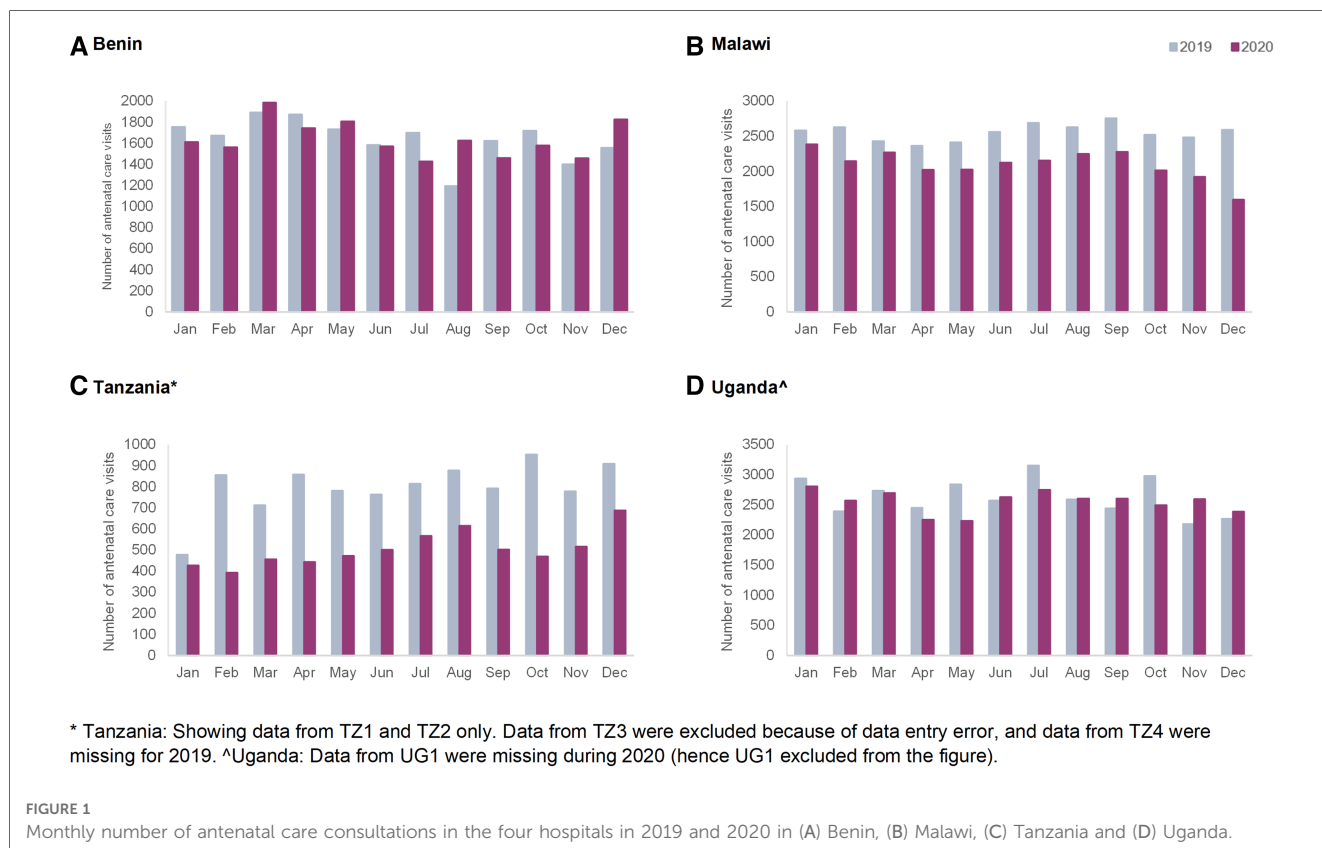 A Benin
Number of antenatal care visits
2000
1800
1600
1400
1200
1000
800
600
400
200
0
Jan Feb Mar Apr May Jun Jul Aug Sep Oct Nov Dec
B Malawi
2019 2020
Number of antenatal care visits
3000
2500
2000
1500
1000
500
0
Jan Feb Mar Apr May Jun Jul Aug Sep Oct Nov Dec
C Tanzania*
Number of antenatal care visits
1000
900
800
700
600
500
400
300
200
100
0
Jan Feb Mar Apr May Jun Jul Aug Sep Oct Nov Dec
D Uganda^
Number of antenatal care visits
3500
3000
2500
2000
1500
1000
500
0
Jan Feb Mar Apr May Jun Jul Aug Sep Oct Nov Dec
* Tanzania: Showing data from TZ1 and TZ2 only. Data from TZ3 were excluded because of data entry error, and data from TZ4 were
missing for 2019. ^Uganda: Data from UG1 were missing during 2020 (hence UG1 excluded from the figure).
FIGURE 1
Monthly number of antenatal care consultations in the four hospitals in 2019 and 2020 in (A) Benin, (B) Malawi, (C) Tanzania and (D) Uganda.